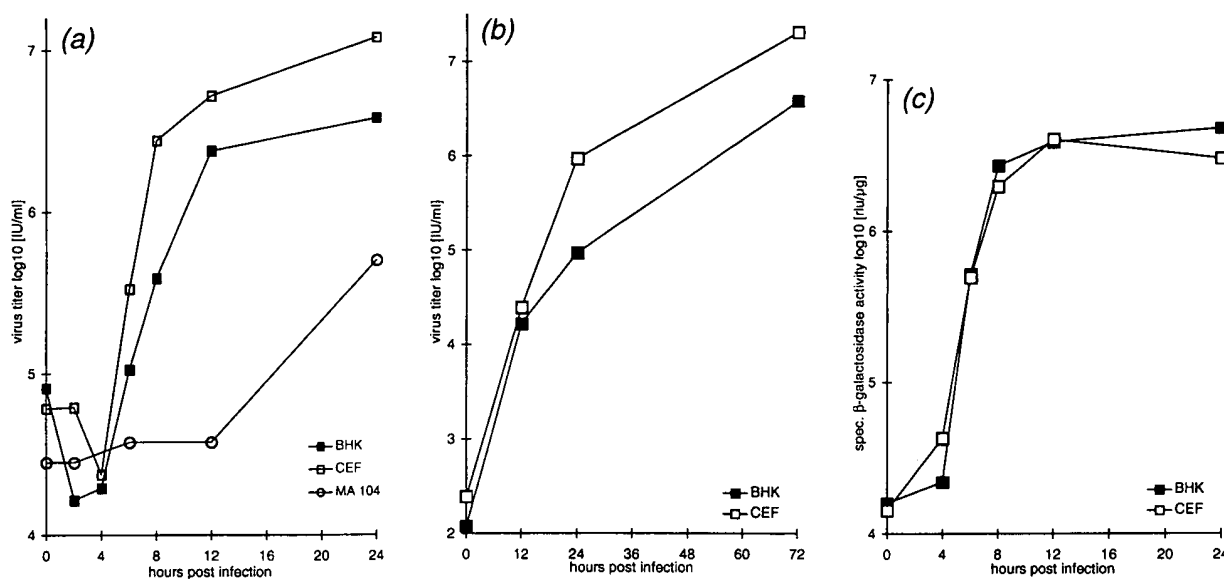 (a)
virus titer log10 [IU/ml]
7
6
5
4
0 4 8 12 16 20 24
hours post infection
BHK
CEF
MA 104
(b)
virus titer log10 [IU/ml]
7
6
5
4
3
2
0 12 24 36 48 60 72
hours post infection
BHK
CEF
(c)
spec. β-galactosidase activity log10 [rlu/µg]
7
6
5
4
0 4 8 12 16 20 24
hours post infection
BHK
CEF